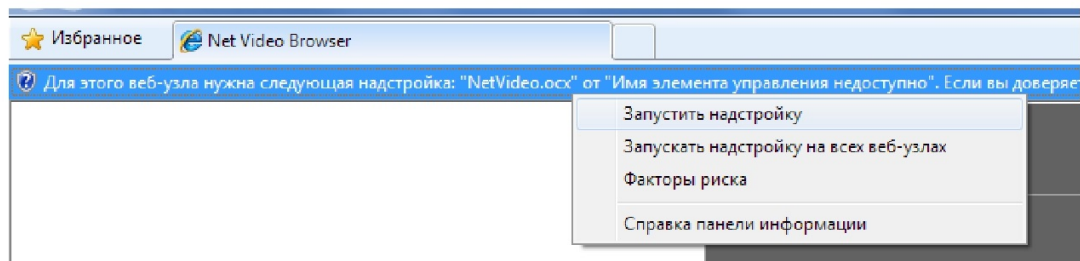 Избранное
Net Video Browser
Для этого веб-узла нужна следующая надстройка: "NetVideo.ocx" от "Имя элемента управления недоступно". Если вы доверяет
Запустить надстройку
Запускать надстройку на всех веб-узлах
Факторы риска
Справка панели информации